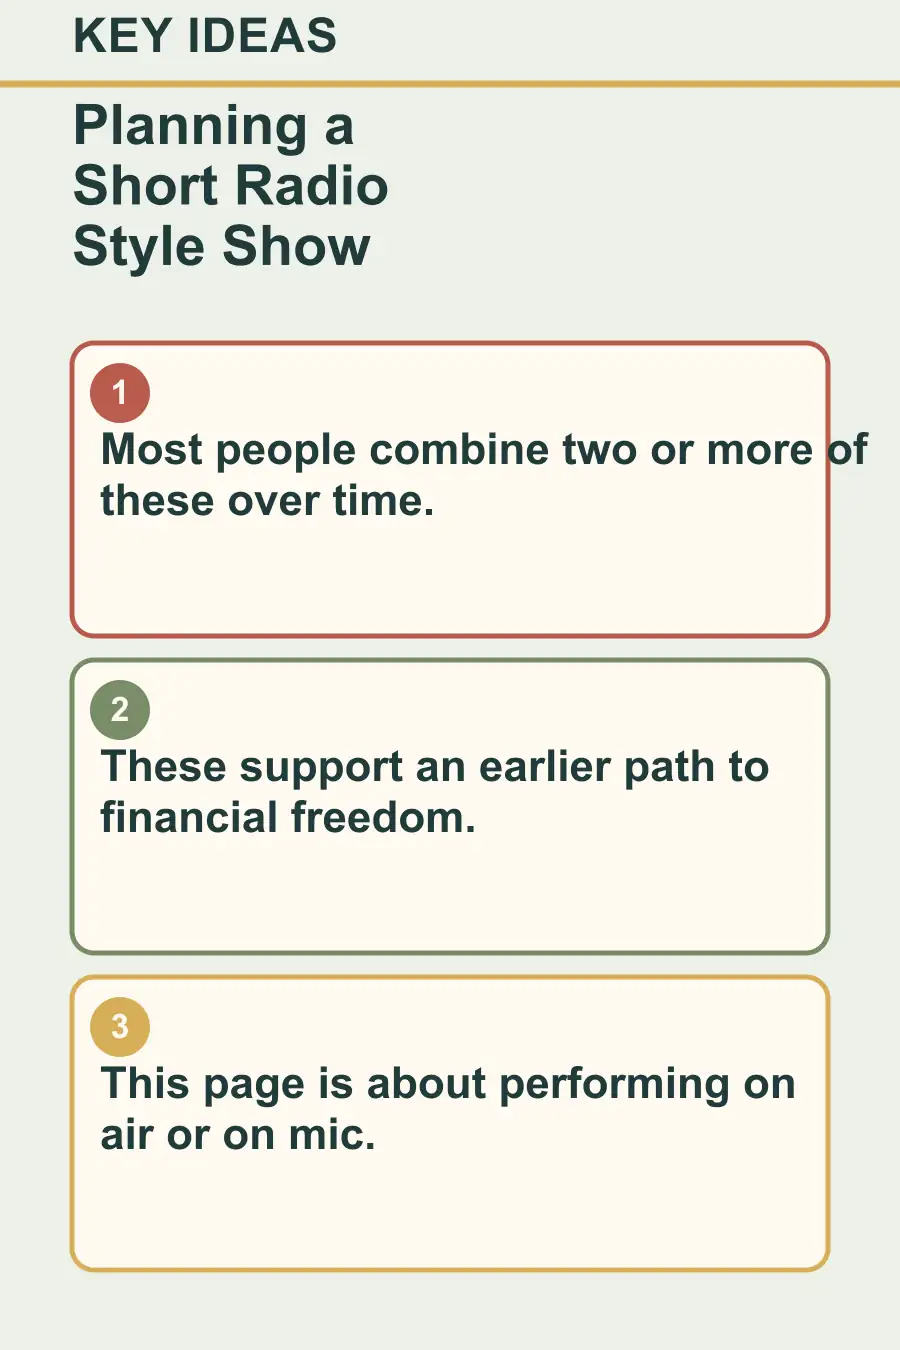 KEY IDEAS
Planning a
Short Radio
Style Show
1
Most people combine two or more of
these over time.
2
These support an earlier path to
financial freedom.
3
This page is about performing on
air or on mic.